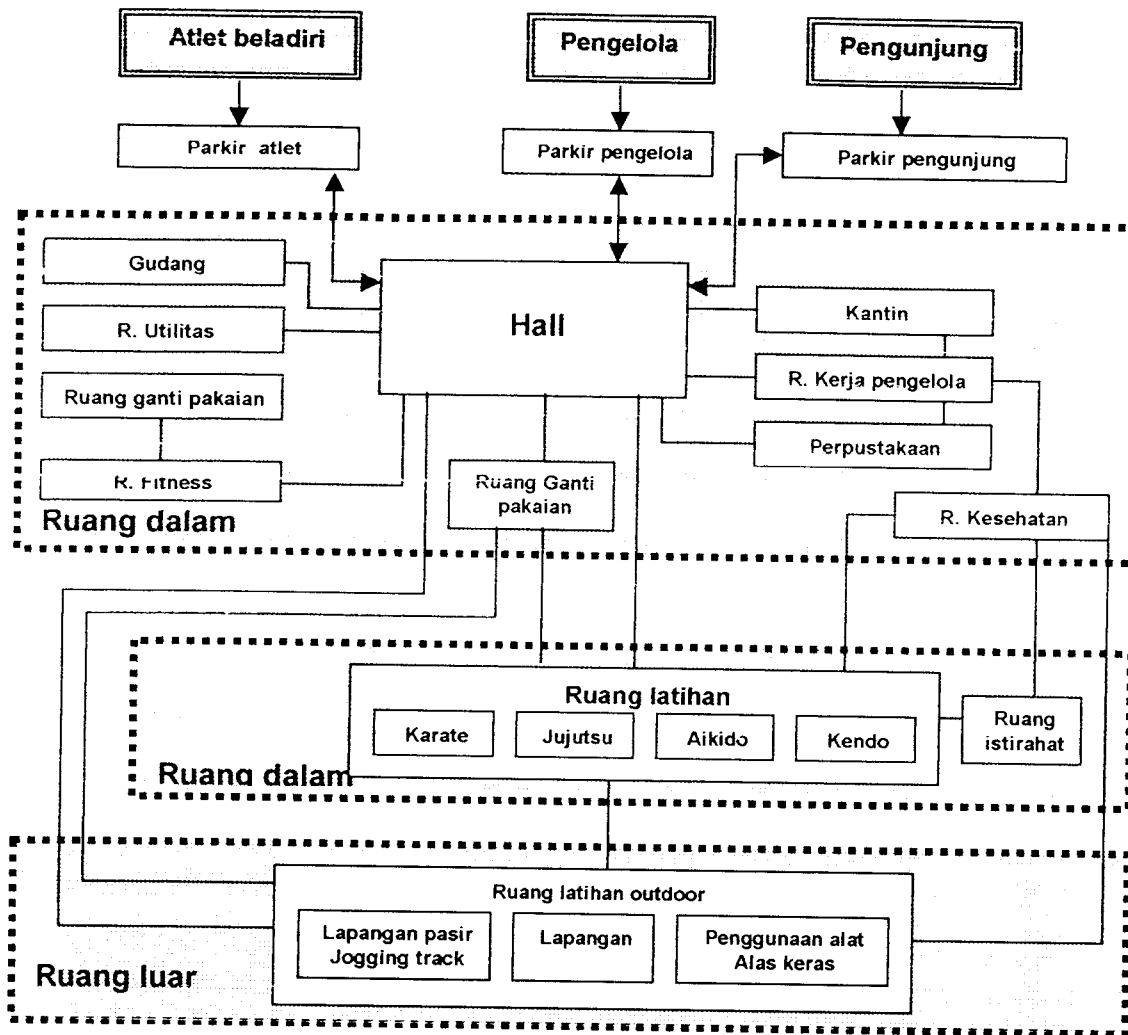 Atlet beladiri
Pengelola
Pengunjung
Parkir atlet
Parkir pengelola
Parkir pengunjung
Gudang
Hall
Kantin
R. Utilitas
R. Kerja pengelola
Ruang ganti pakaian
Perpustakaan
R. Fitness
Ruang Ganti
pakaian
R. Kesehatan
Ruang dalam
Ruang latihan
Karate
Jujutsu
Aikido
Kendo
Ruang
istirahat
Ruang dalam
Ruang latihan outdoor
Lapangan pasir
Jogging track
Lapangan
Penggunaan alat
Alas keras
Ruang luar